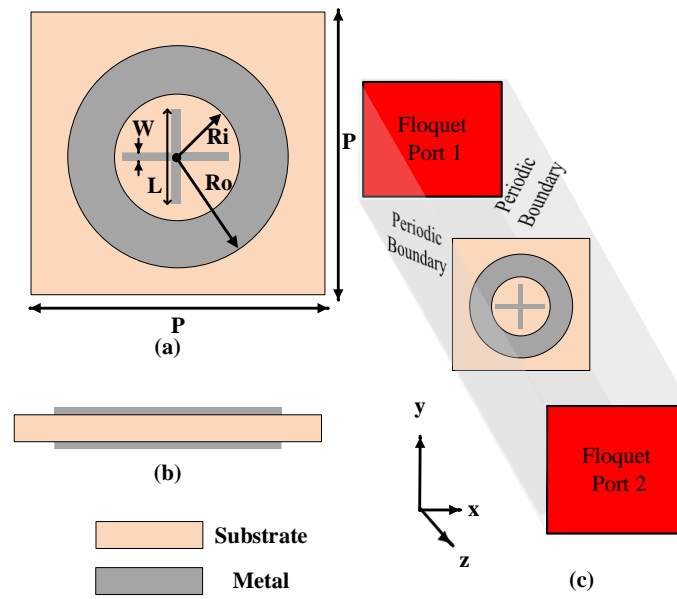 W
Ri
L
Ro
P
P
(a)
(b)
Substrate
Metal
Floquet
Port 1
Periodic
Boundary
Periodic
Boundary
y
x
z
Floquet
Port 2
(c)